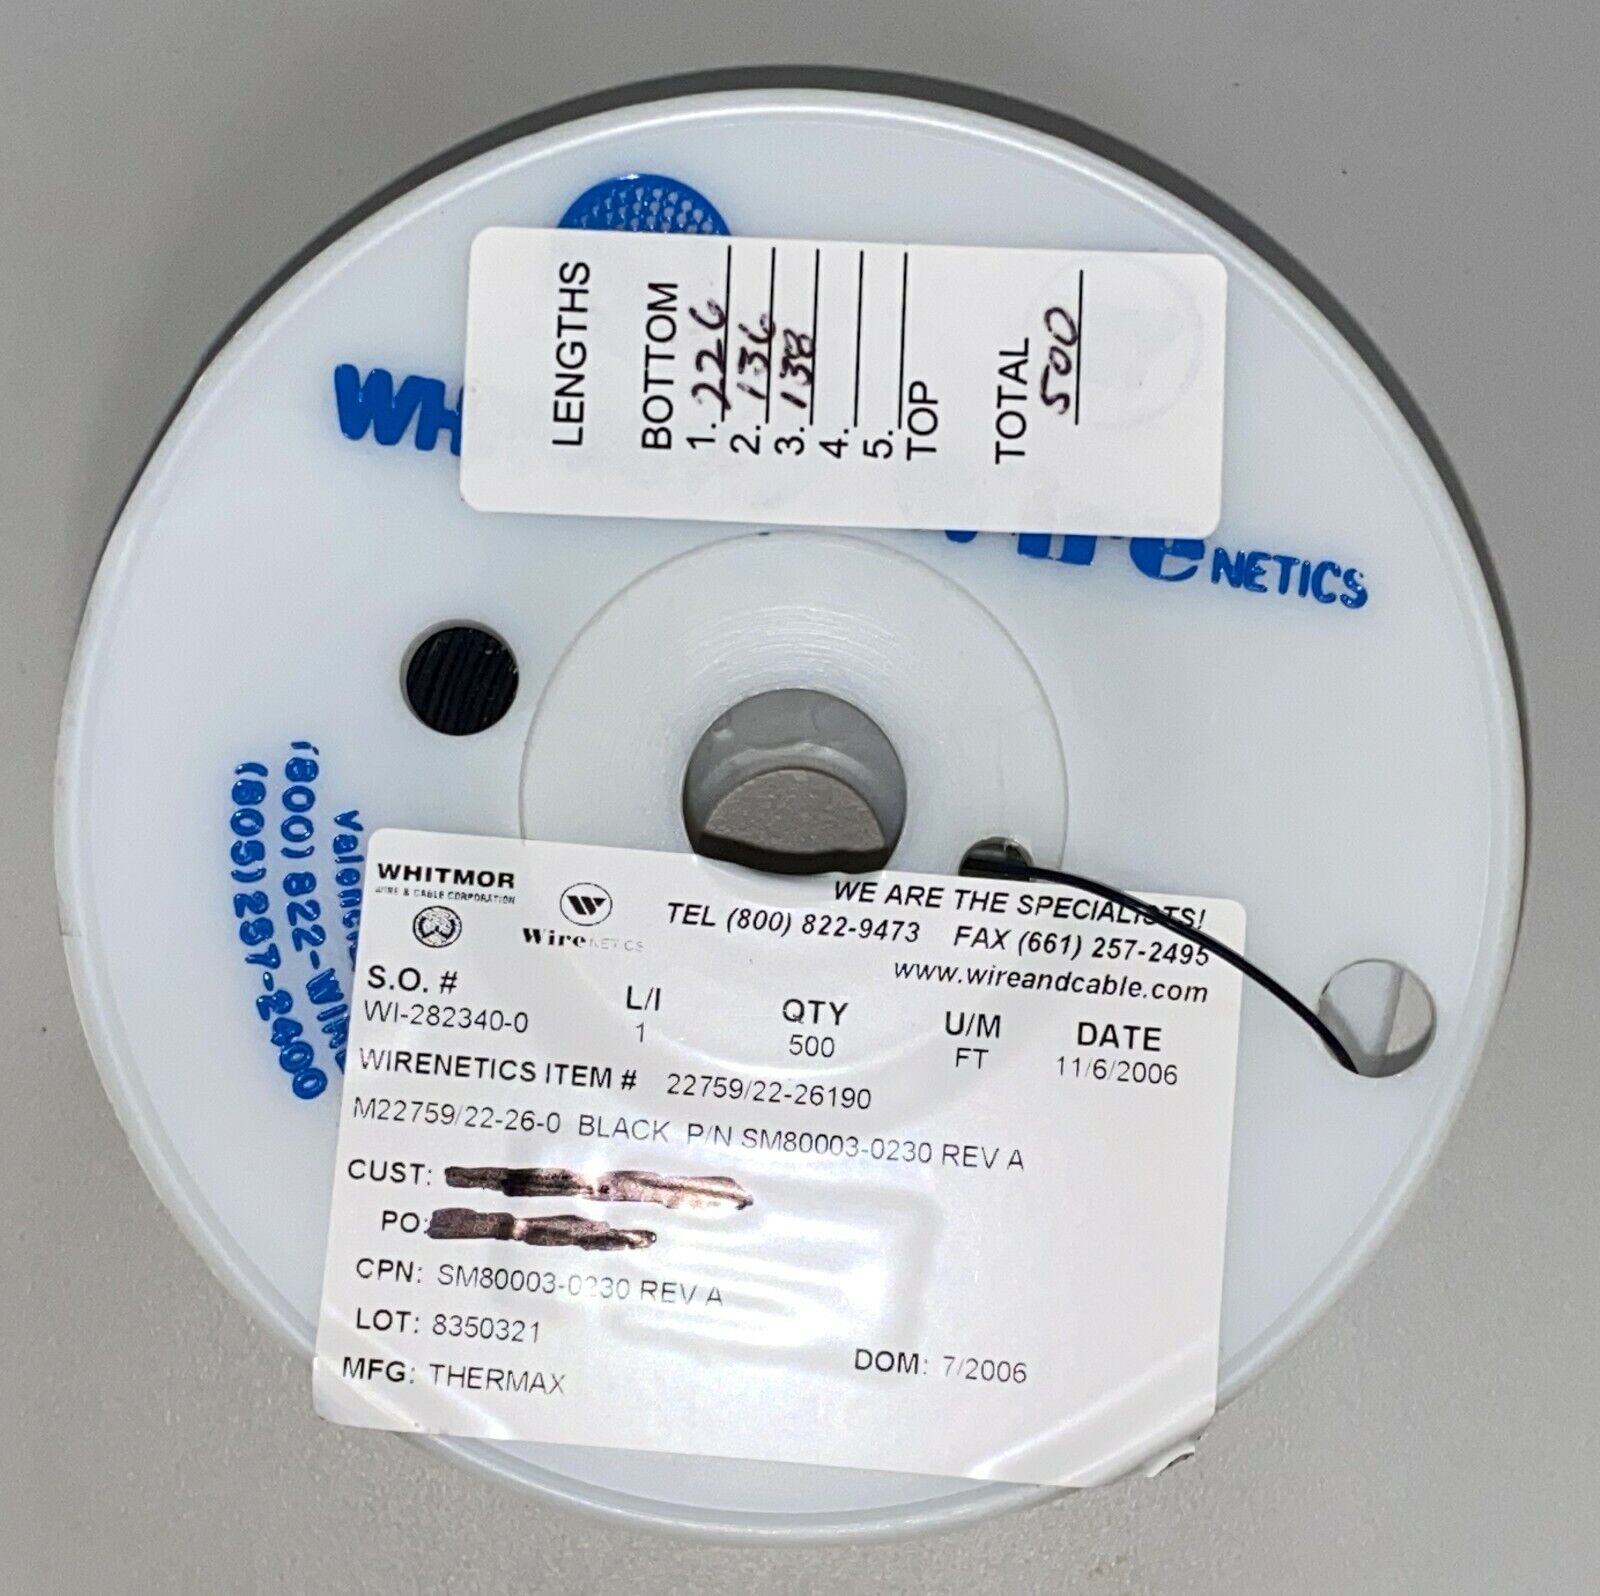 LENGTHS
BOTTOM
1. 226
2. 136
3. 138
4.
5.
TOP
TOTAL
500
WH
NETICS
(800) 822-WIR
(805) 257-2400
WHITMOR
WIRE & CABLE CORPORATION
WireNETICS
WE ARE THE SPECIALISTS!
TEL (800) 822-9473 FAX (661) 257-2495
www.wireandcable.com
S.O. # L/I QTY U/M DATE
WI-282340-0 1 500 FT 11/6/2006
WIRENETICS ITEM # 22759/22-26190
M22759/22-26-0 BLACK P/N SM80003-0230 REV A
CUST:
PO:
CPN: SM80003-0230 REV A
LOT: 8350321
MFG: THERMAX DOM: 7/2006